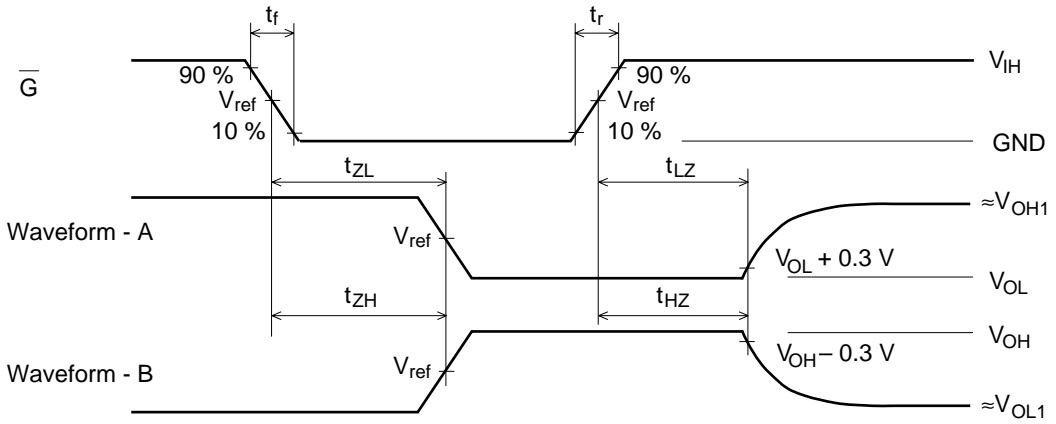 tf
tr
G
90 %
90 %
VIH
Vref
Vref
10 %
10 %
GND
tZL
tLZ
Waveform - A
≈VOH1
Vref
VOL + 0.3 V
VOL
tZH
tHZ
VOH
VOH – 0.3 V
Vref
Waveform - B
≈VOL1